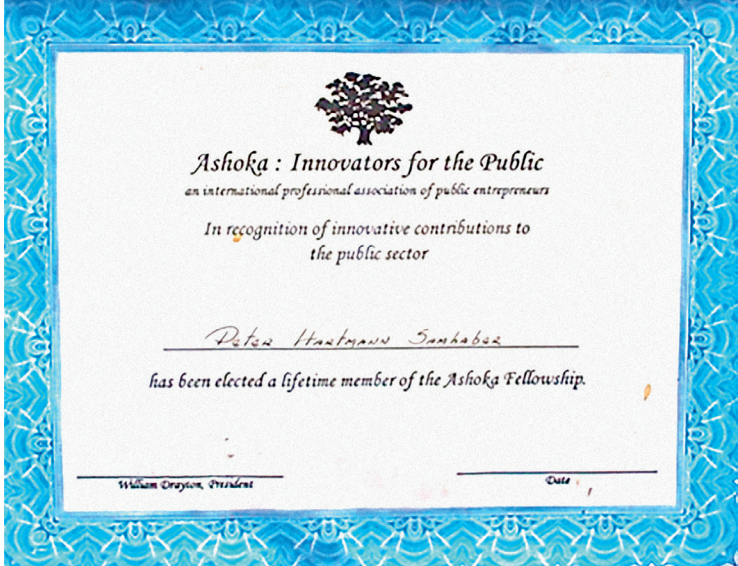 Ashoka : Innovators for the Public
an international professional association of public entrepreneurs
In recognition of innovative contributions to
the public sector
Peter Hartmann Samhaber
has been elected a lifetime member of the Ashoka Fellowship.
William Drayton, President
Date